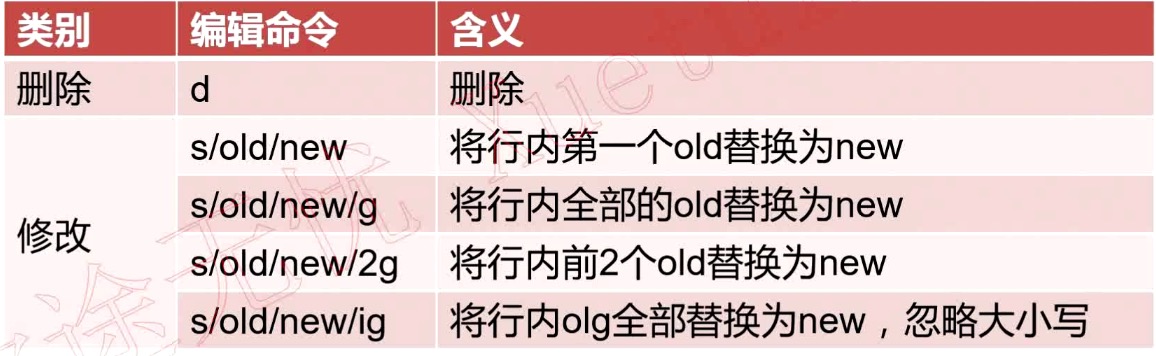 类别 编辑命令 含义
删除 d 删除
s/old/new 将行内第一个old替换为new
修改 s/old/new/g 将行内全部的old替换为new
s/old/new/2g 将行内前2个old替换为new
s/old/new/ig 将行内olg全部替换为new，忽略大小写
途无忧 Xuet